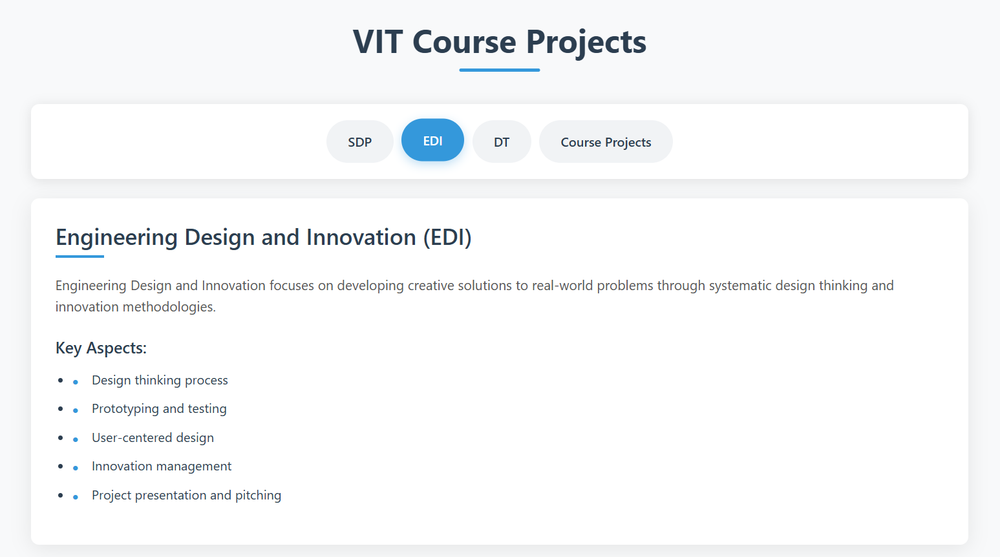 VIT Course Projects
SDP
EDI
DT
Course Projects
Engineering Design and Innovation (EDI)
Engineering Design and Innovation focuses on developing creative solutions to real-world problems through systematic design thinking and
innovation methodologies.
Key Aspects:
• • Design thinking process
• • Prototyping and testing
• • User-centered design
• • Innovation management
• • Project presentation and pitching